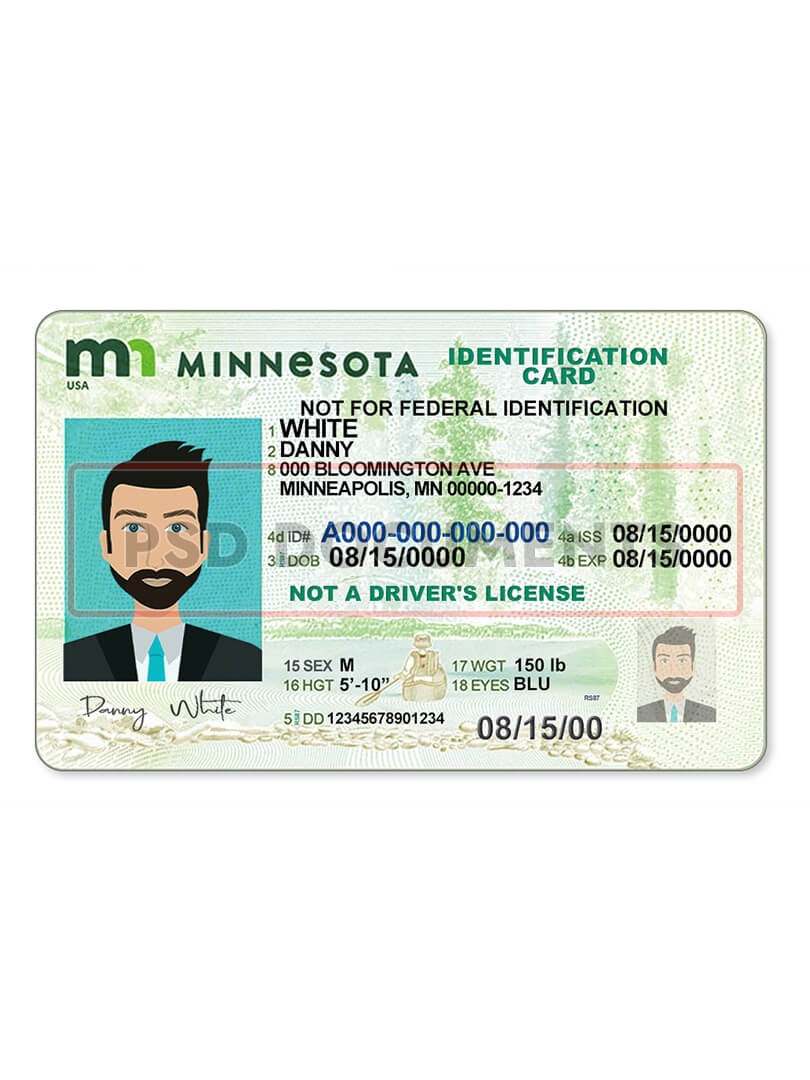 mn MINNESOTA
USA
IDENTIFICATION
CARD
NOT FOR FEDERAL IDENTIFICATION
1 WHITE
2 DANNY
8 000 BLOOMINGTON AVE
MINNEAPOLIS, MN 00000-1234
4d ID# A000-000-000-000 4a ISS 08/15/0000
3 DOB 08/15/0000 4b EXP 08/15/0000
PSD DOCUMENT
NOT A DRIVER'S LICENSE
15 SEX M 17 WGT 150 lb
16 HGT 5’-10” 18 EYES BLU
RS87
Danny White
5 DD 12345678901234
08/15/00